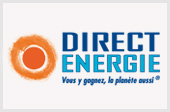 DIRECT
ENERGIE
Vous y gagnez, la planète aussi®